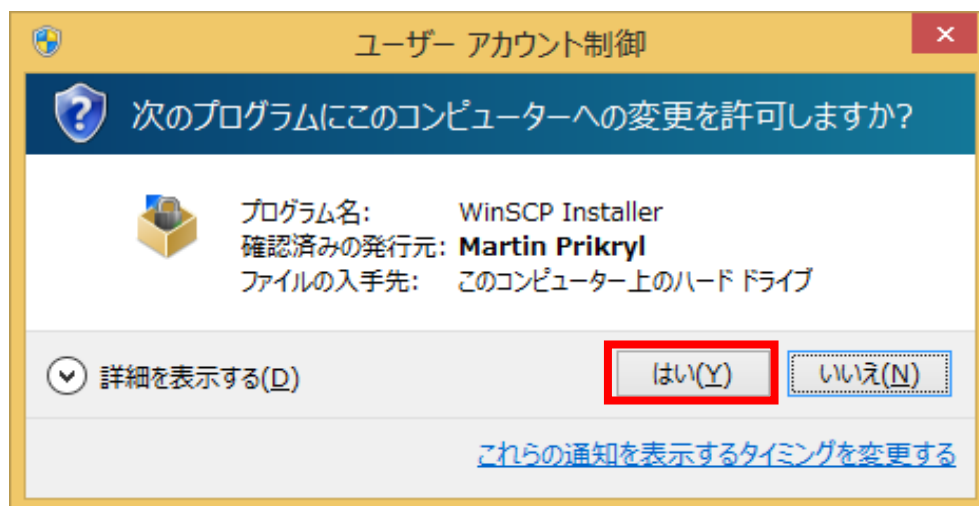 ユーザー アカウント制御
次のプログラムにこのコンピューターへの変更を許可しますか?
プログラム名: WinSCP Installer
確認済みの発行元: Martin Prikryl
ファイルの入手先: このコンピューター上のハード ドライブ
詳細を表示する(D)
はい(Y)
いいえ(N)
これらの通知を表示するタイミングを変更する